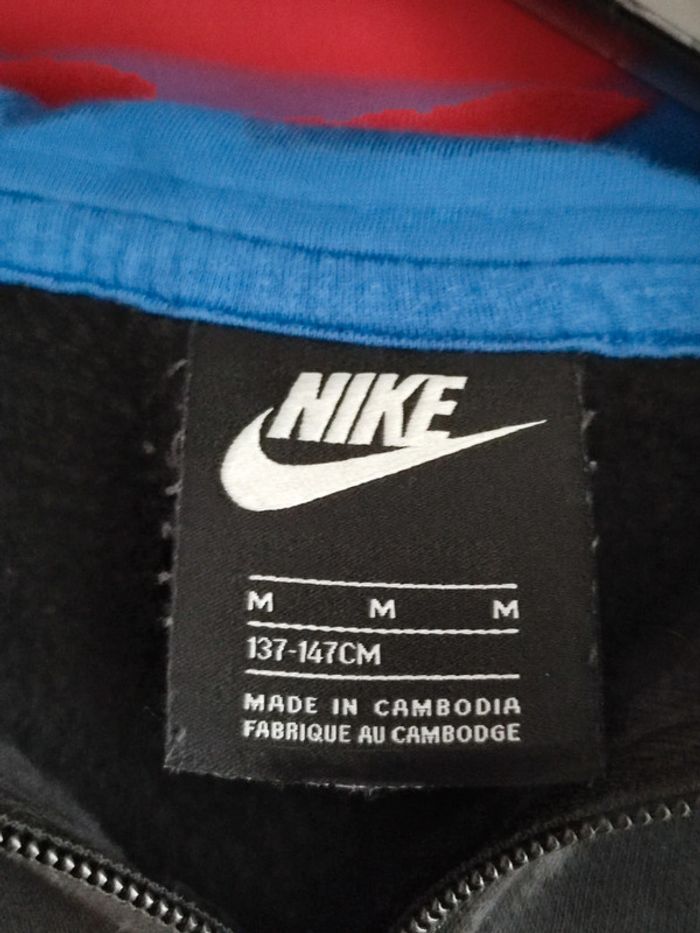 NIKE
M M M
137-147CM
MADE IN CAMBODIA
FABRIQUE AU CAMBODGE